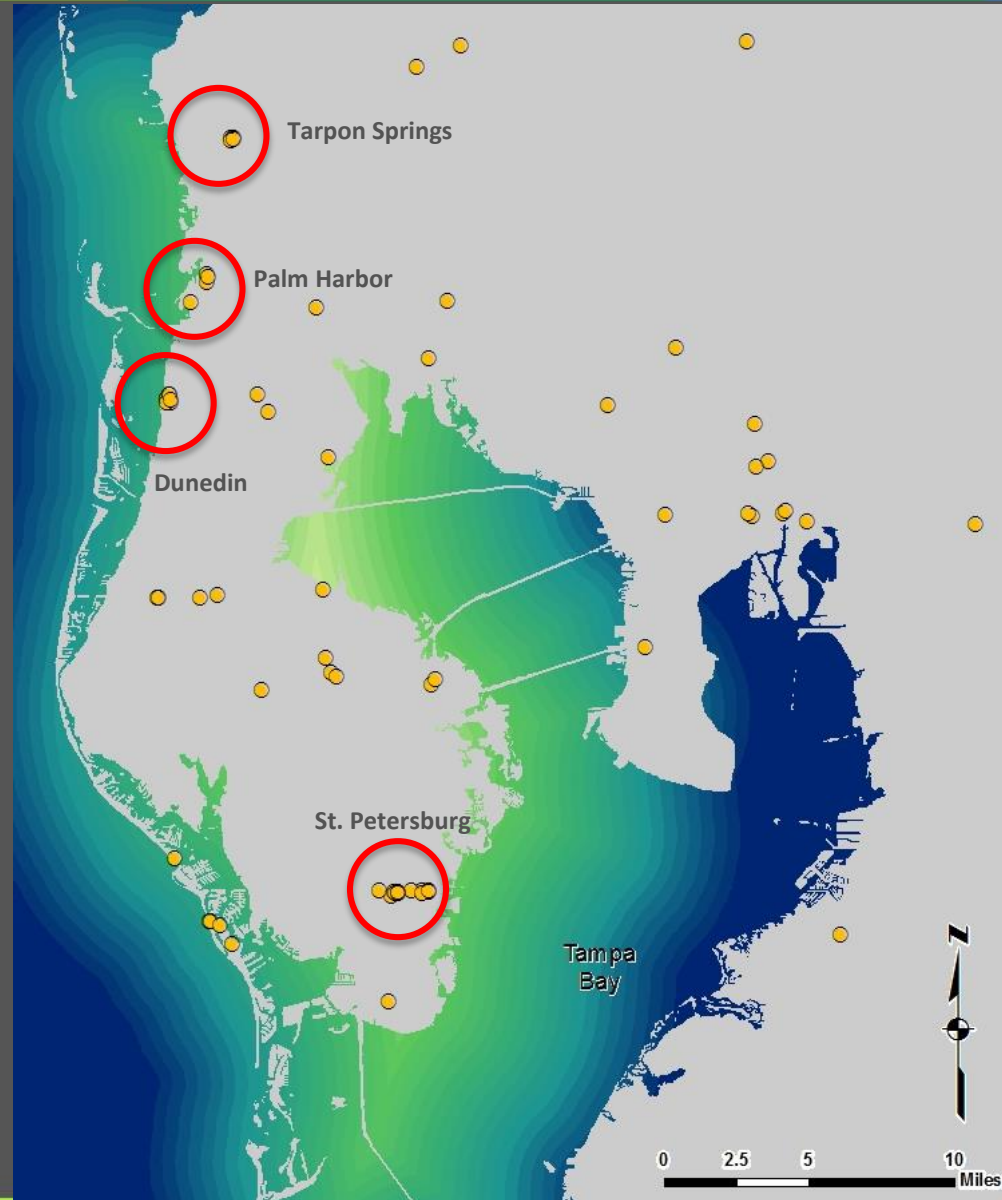 Tarpon Springs
Palm Harbor
Dunedin
St. Petersburg
Tampa
Bay
N
0 2.5 5 10
Miles